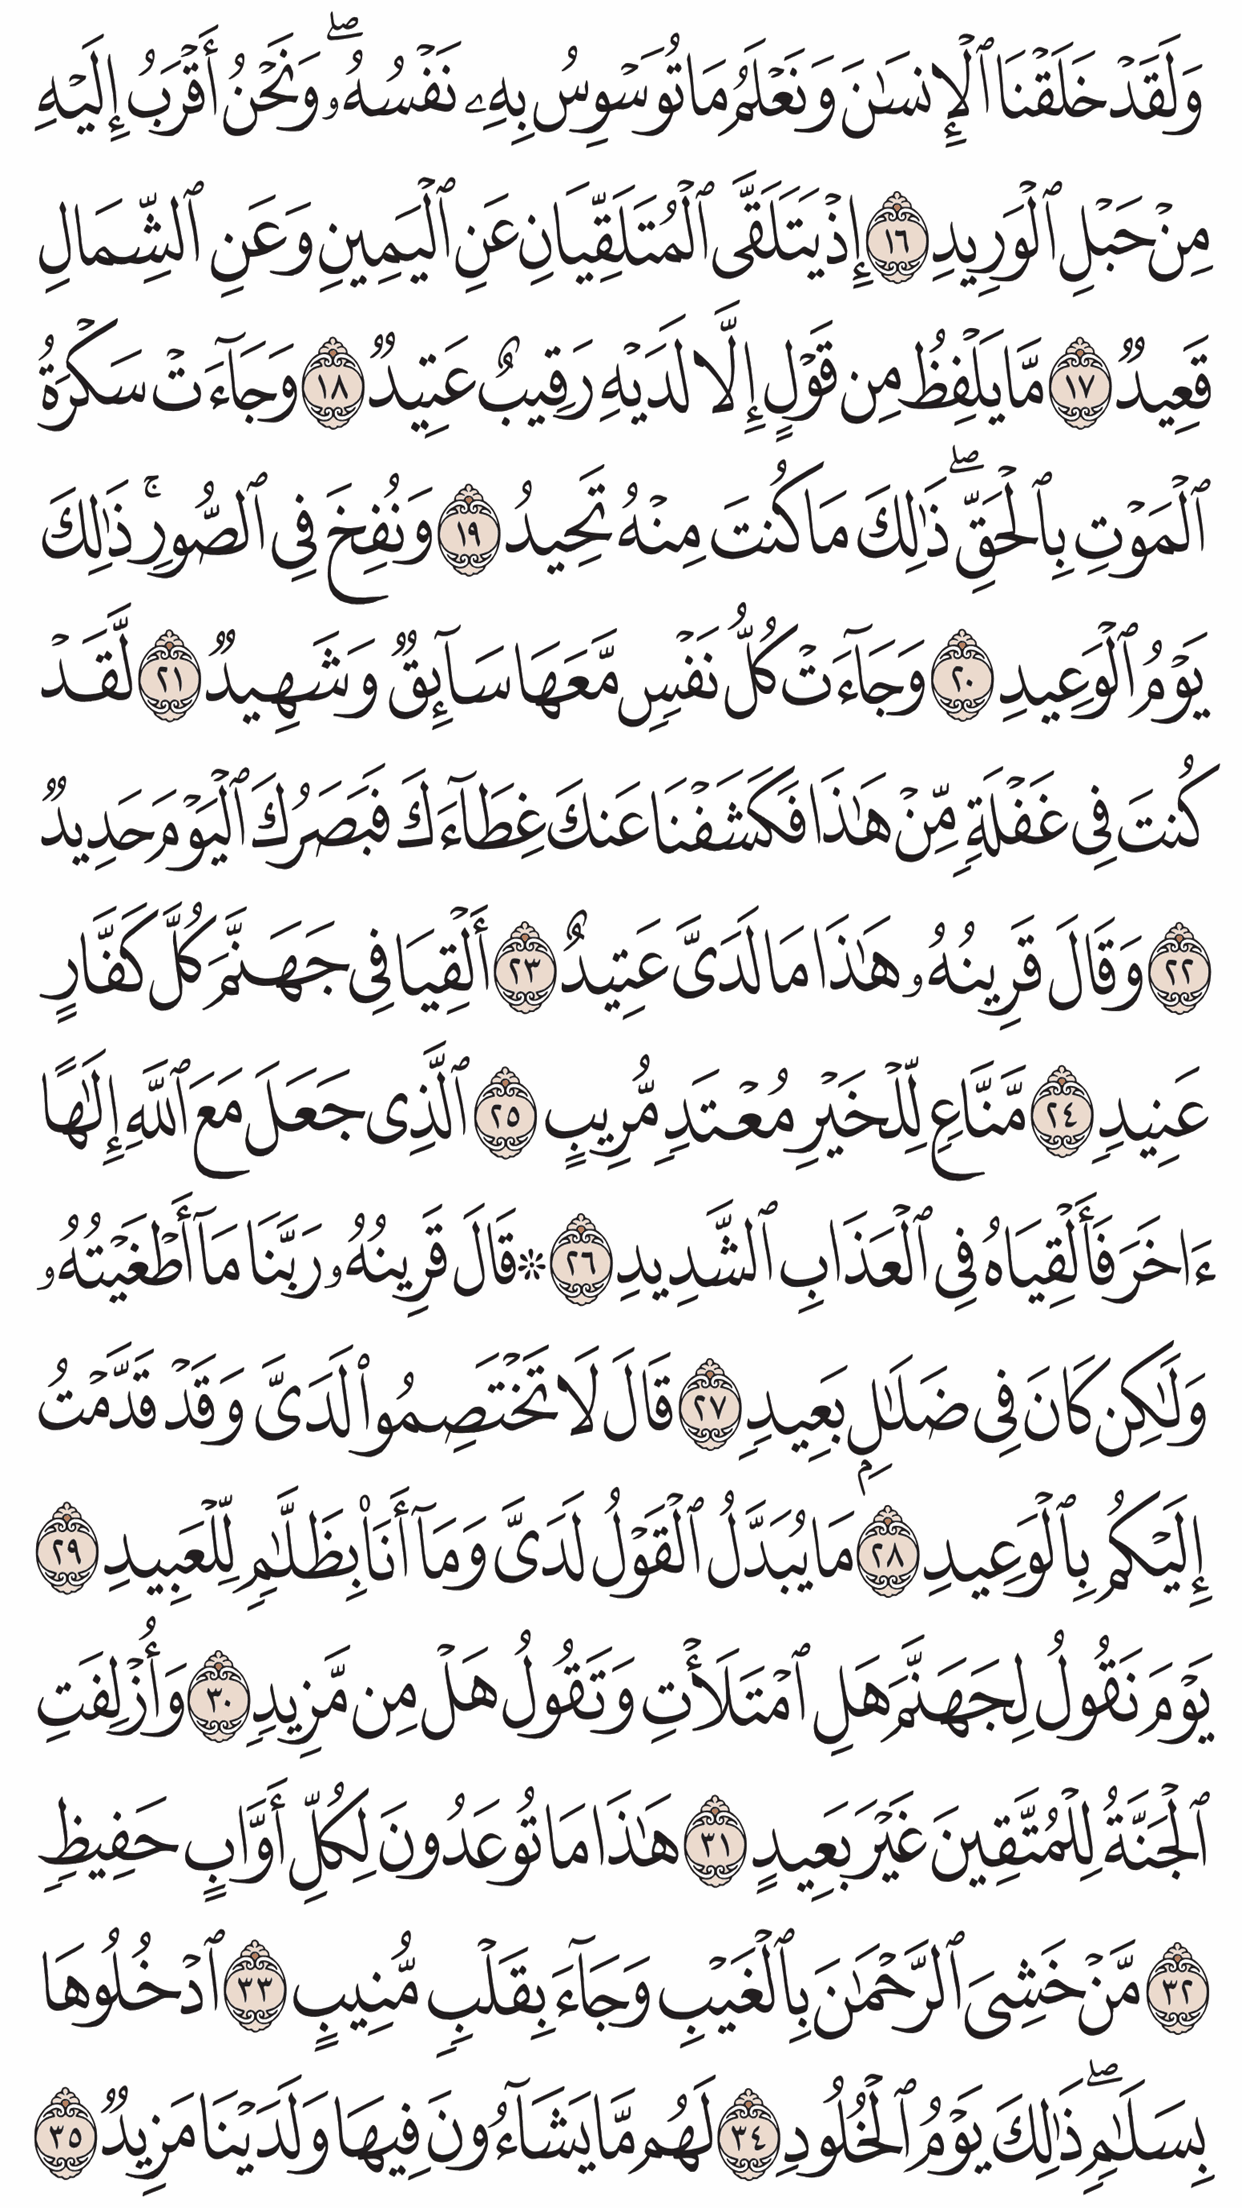 وَلَقَدْ خَلَقْنَا ٱلْإِنسَٰنَ وَنَعْلَمُ مَا تُوَسْوِسُ بِهِۦ نَفْسُهُۥۖ وَنَحْنُ أَقْرَبُ إِلَيْهِ
مِنْ حَبْلِ ٱلْوَرِيدِ ١٦ إِذْ يَتَلَقَّى ٱلْمُتَلَقِّيَانِ عَنِ ٱلْيَمِينِ وَعَنِ ٱلشِّمَالِ
قَعِيدٌ ١٧ مَّا يَلْفِظُ مِن قَوْلٍ إِلَّا لَدَيْهِ رَقِيبٌ عَتِيدٌ ١٨ وَجَآءَتْ سَكْرَةُ
ٱلْمَوْتِ بِٱلْحَقِّۖ ذَٰلِكَ مَا كُنتَ مِنْهُ تَحِيدُ ١٩ وَنُفِخَ فِى ٱلصُّورِۚ ذَٰلِكَ
يَوْمُ ٱلْوَعِيدِ ٢٠ وَجَآءَتْ كُلُّ نَفْسٍ مَّعَهَا سَآئِقٌ وَشَهِيدٌ ٢١ لَّقَدْ
كُنتَ فِى غَفْلَةٍ مِّنْ هَٰذَا فَكَشَفْنَا عَنكَ غِطَآءَكَ فَبَصَرُكَ ٱلْيَوْمَ حَدِيدٌ
٢٢ وَقَالَ قَرِينُهُۥ هَٰذَا مَا لَدَىَّ عَتِيدٌ ٢٣ أَلْقِيَا فِى جَهَنَّمَ كُلَّ كَفَّارٍ
عَنِيدٍ ٢٤ مَّنَّاعٍ لِّلْخَيْرِ مُعْتَدٍ مُّرِيبٍ ٢٥ ٱلَّذِى جَعَلَ مَعَ ٱللَّهِ إِلَٰهًا
ءَاخَرَ فَأَلْقِيَاهُ فِى ٱلْعَذَابِ ٱلشَّدِيدِ ٢٦ ۞ قَالَ قَرِينُهُۥ رَبَّنَا مَآ أَطْغَيْتُهُۥ
وَلَٰكِن كَانَ فِى ضَلَٰلٍۭ بَعِيدٍ ٢٧ قَالَ لَا تَخْتَصِمُوا۟ لَدَىَّ وَقَدْ قَدَّمْتُ
إِلَيْكُم بِٱلْوَعِيدِ ٢٨ مَا يُبَدَّلُ ٱلْقَوْلُ لَدَىَّ وَمَآ أَنَا۠ بِظَلَّٰمٍ لِّلْعَبِيدِ ٢٩
يَوْمَ نَقُولُ لِجَهَنَّمَ هَلِ ٱمْتَلَأْتِ وَتَقُولُ هَلْ مِن مَّزِيدٍ ٣٠ وَأُزْلِفَتِ
ٱلْجَنَّةُ لِلْمُتَّقِينَ غَيْرَ بَعِيدٍ ٣١ هَٰذَا مَا تُوعَدُونَ لِكُلِّ أَوَّابٍ حَفِيظٍ
٣٢ مَّنْ خَشِىَ ٱلرَّحْمَٰنَ بِٱلْغَيْبِ وَجَآءَ بِقَلْبٍ مُّنِيبٍ ٣٣ ٱدْخُلُوهَا
بِسَلَٰمٍۖ ذَٰلِكَ يَوْمُ ٱلْخُلُودِ ٣٤ لَهُم مَّا يَشَآءُونَ فِيهَا وَلَدَيْنَا مَزِيدٌ ٣٥